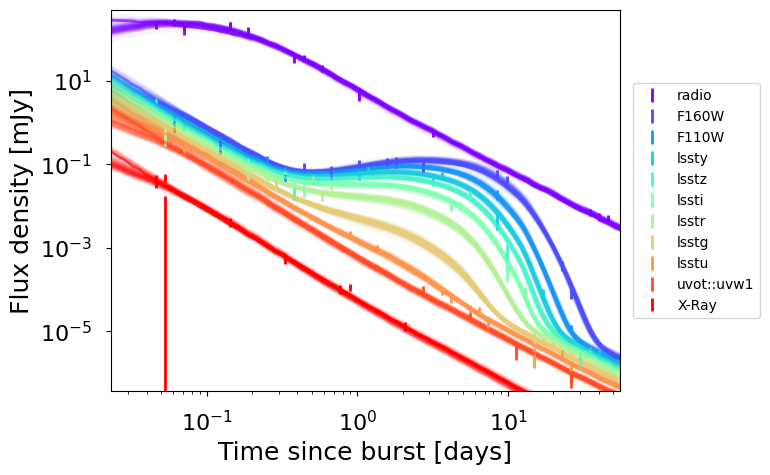 Flux density [mJy]
10^1
10^-1
10^-3
10^-5
10^-1
10^0
10^1
Time since burst [days]
radio
F160W
F110W
lssty
lsstz
lssti
lsstr
lsstg
lsstu
uvot::uvw1
X-Ray